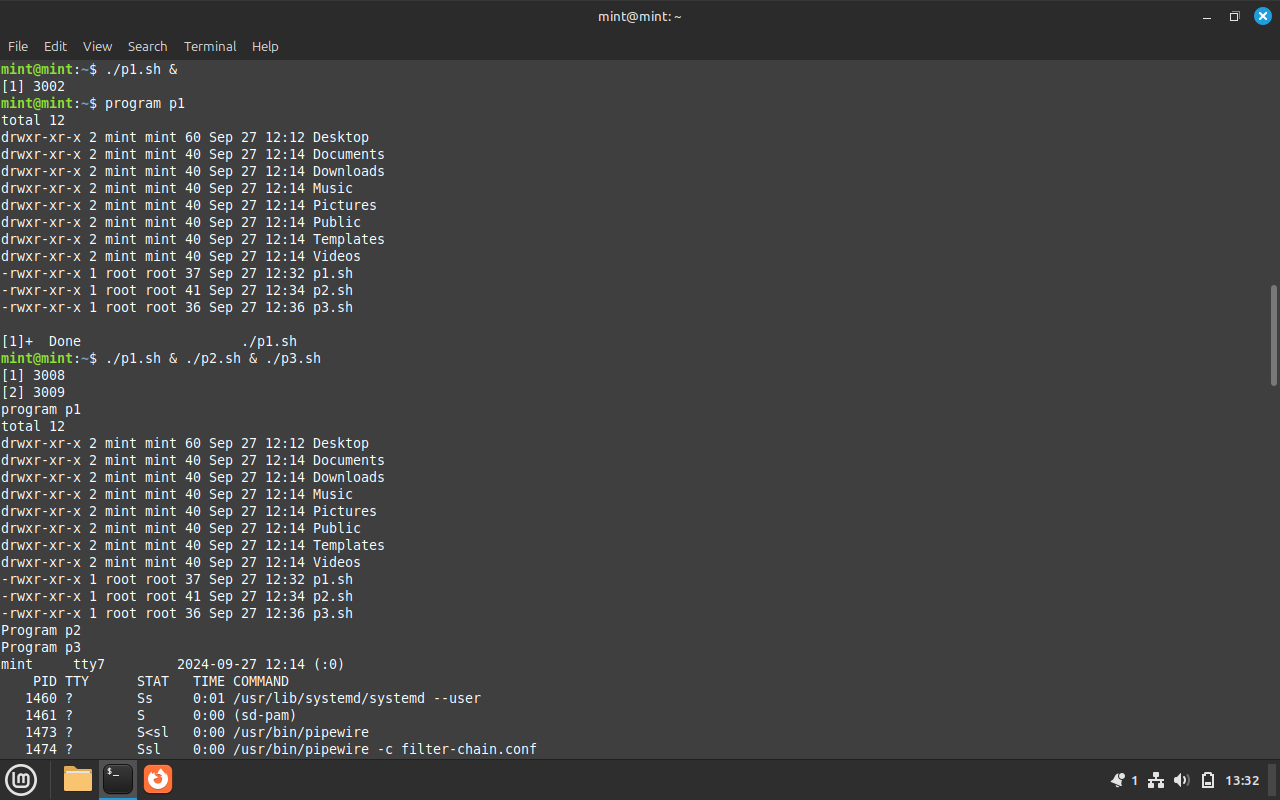 mint@mint: ~
File Edit View Search Terminal Help
mint@mint:~$ ./p1.sh &
[1] 3002
mint@mint:~$ program p1
total 12
drwxr-xr-x 2 mint mint 60 Sep 27 12:12 Desktop
drwxr-xr-x 2 mint mint 40 Sep 27 12:14 Documents
drwxr-xr-x 2 mint mint 40 Sep 27 12:14 Downloads
drwxr-xr-x 2 mint mint 40 Sep 27 12:14 Music
drwxr-xr-x 2 mint mint 40 Sep 27 12:14 Pictures
drwxr-xr-x 2 mint mint 40 Sep 27 12:14 Public
drwxr-xr-x 2 mint mint 40 Sep 27 12:14 Templates
drwxr-xr-x 2 mint mint 40 Sep 27 12:14 Videos
-rwxr-xr-x 1 root root 37 Sep 27 12:32 p1.sh
-rwxr-xr-x 1 root root 41 Sep 27 12:34 p2.sh
-rwxr-xr-x 1 root root 36 Sep 27 12:36 p3.sh
[1]+  Done                    ./p1.sh
mint@mint:~$ ./p1.sh & ./p2.sh & ./p3.sh
[1] 3008
[2] 3009
program p1
total 12
drwxr-xr-x 2 mint mint 60 Sep 27 12:12 Desktop
drwxr-xr-x 2 mint mint 40 Sep 27 12:14 Documents
drwxr-xr-x 2 mint mint 40 Sep 27 12:14 Downloads
drwxr-xr-x 2 mint mint 40 Sep 27 12:14 Music
drwxr-xr-x 2 mint mint 40 Sep 27 12:14 Pictures
drwxr-xr-x 2 mint mint 40 Sep 27 12:14 Public
drwxr-xr-x 2 mint mint 40 Sep 27 12:14 Templates
drwxr-xr-x 2 mint mint 40 Sep 27 12:14 Videos
-rwxr-xr-x 1 root root 37 Sep 27 12:32 p1.sh
-rwxr-xr-x 1 root root 41 Sep 27 12:34 p2.sh
-rwxr-xr-x 1 root root 36 Sep 27 12:36 p3.sh
Program p2
Program p3
mint     tty7         2024-09-27 12:14 (:0)
    PID TTY      STAT   TIME COMMAND
   1460 ?        Ss     0:01 /usr/lib/systemd/systemd --user
   1461 ?        S      0:00 (sd-pam)
   1473 ?        S<sl   0:00 /usr/bin/pipewire
   1474 ?        Ssl    0:00 /usr/bin/pipewire -c filter-chain.conf
$_
1 13:32